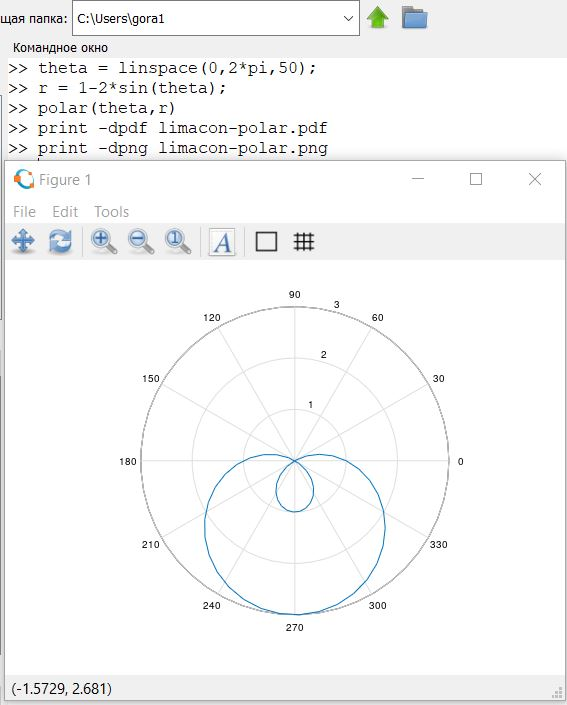 щая папка: C:\Users\gora1
Командное окно
>> theta = linspace(0,2*pi,50);
>> r = 1-2*sin(theta);
>> polar(theta,r)
>> print -dpdf limacon-polar.pdf
>> print -dpng limacon-polar.png
Figure 1
File Edit Tools
A
90
120 3 60
2
150 30
1
180 0
210 330
240 300
270
(-1.5729, 2.681)